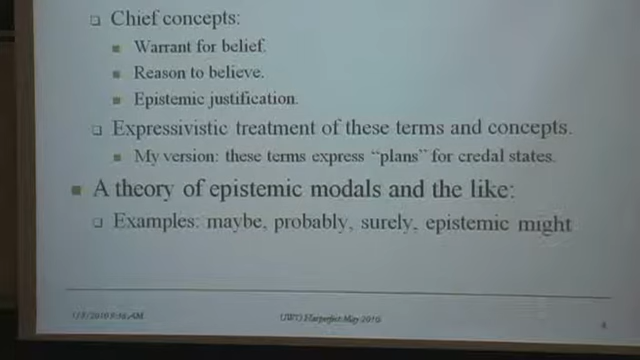 Chief concepts:
Warrant for belief.
Reason to believe.
Epistemic justification.
Expressivistic treatment of these terms and concepts.
My version: these terms express “plans” for credal states.
A theory of epistemic modals and the like:
Examples: maybe, probably, surely, epistemic might
May 2010